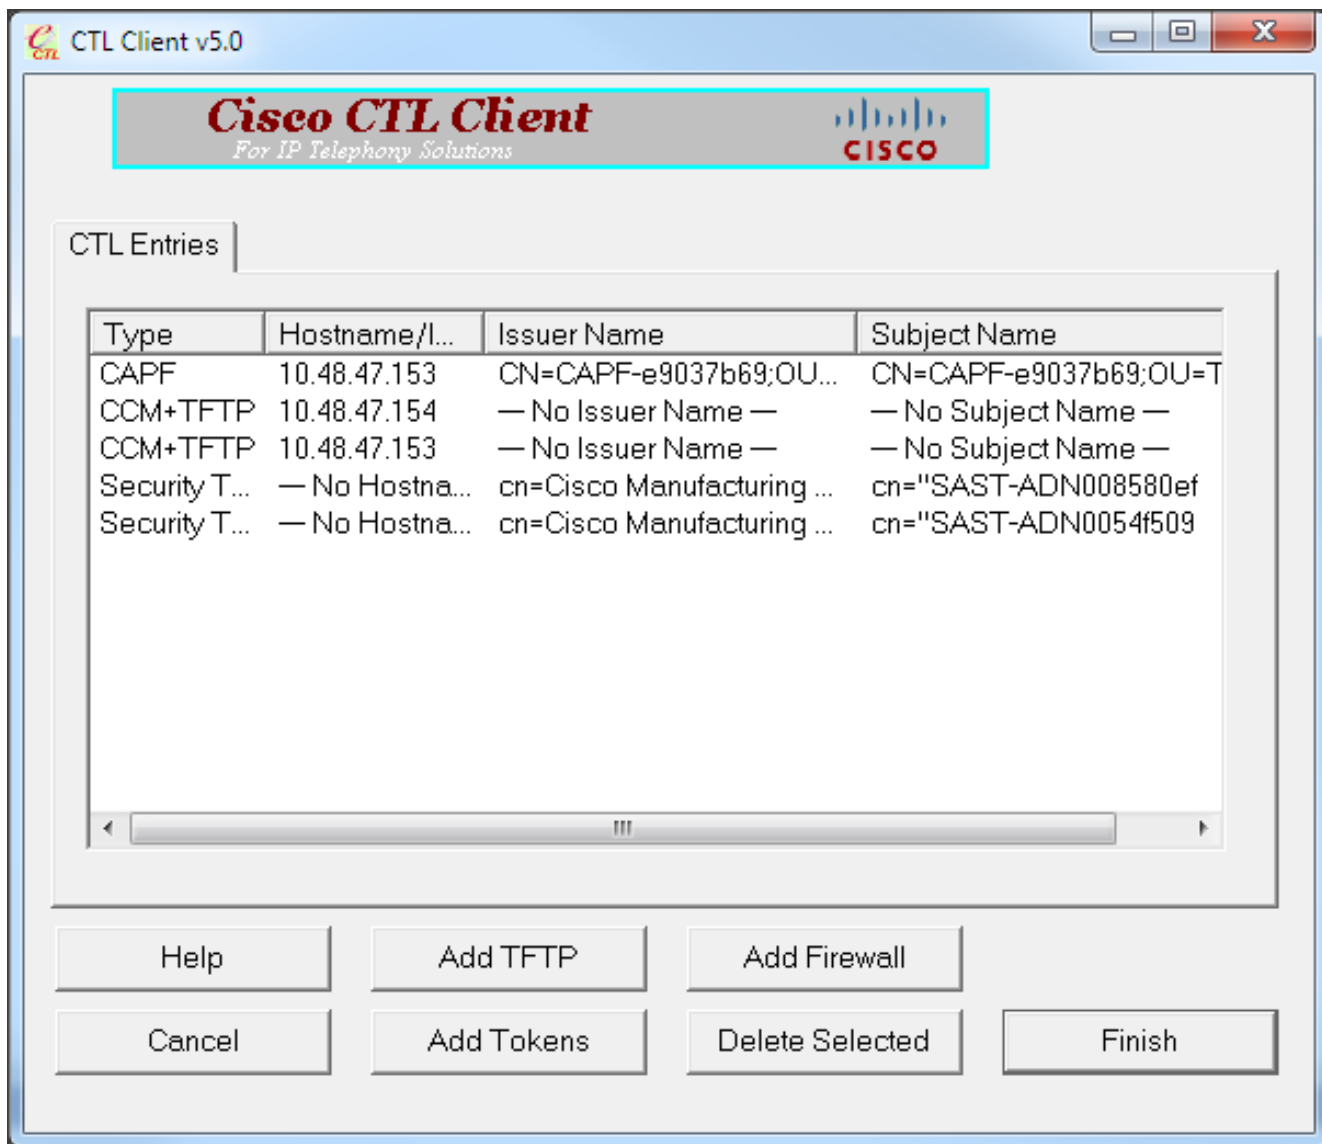 CTL Client v5.0
Cisco CTL Client
For IP Telephony Solutions
CISCO
CTL Entries
Type Hostname/I... Issuer Name Subject Name
CAPF 10.48.47.153 CN=CAPF-e9037b69;OU... CN=CAPF-e9037b69;OU=T
CCM+TFTP 10.48.47.154 — No Issuer Name — — No Subject Name —
CCM+TFTP 10.48.47.153 — No Issuer Name — — No Subject Name —
Security T... — No Hostna... cn=Cisco Manufacturing ... cn="SAST-ADN008580ef
Security T... — No Hostna... cn=Cisco Manufacturing ... cn="SAST-ADN0054f509
Help Add TFTP Add Firewall
Cancel Add Tokens Delete Selected Finish